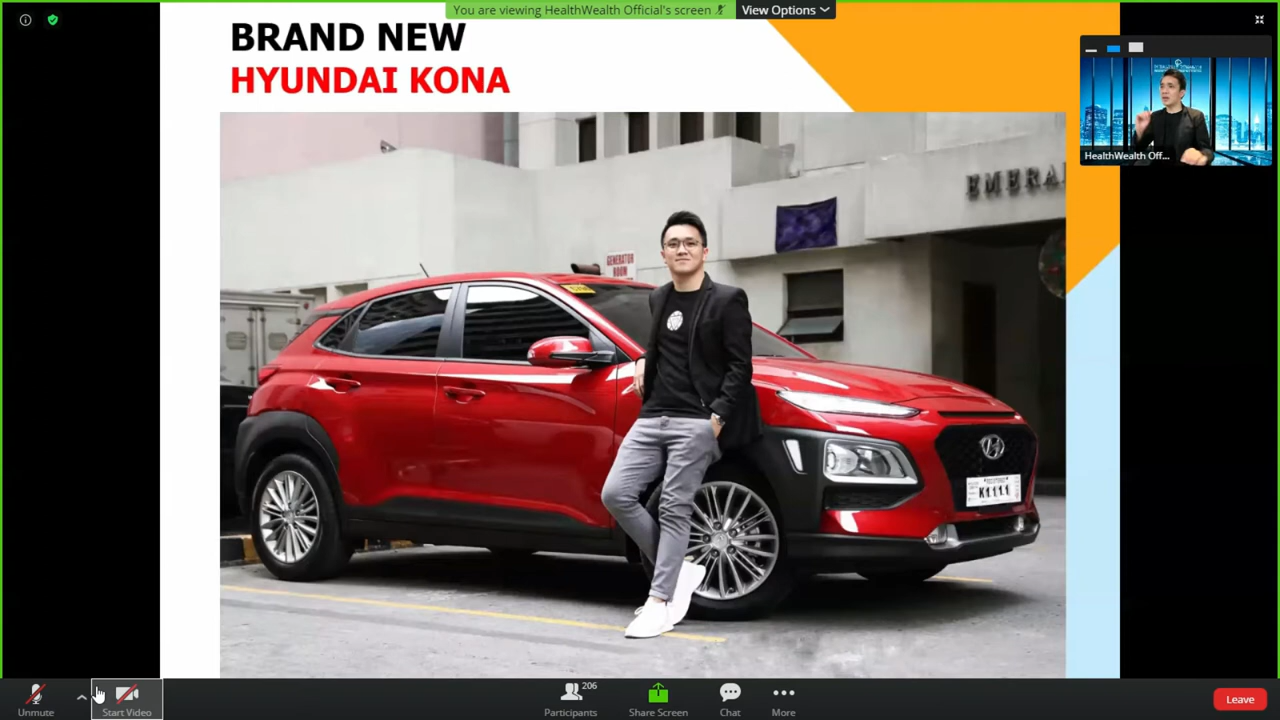 You are viewing HealthWealth Official's screen
View Options
BRAND NEW
HYUNDAI KONA
HealthWealth Off...
EMERA
GENERATOR
ROOM
Unmute
Start Video
206
Participants
Share Screen
Chat
More
Leave